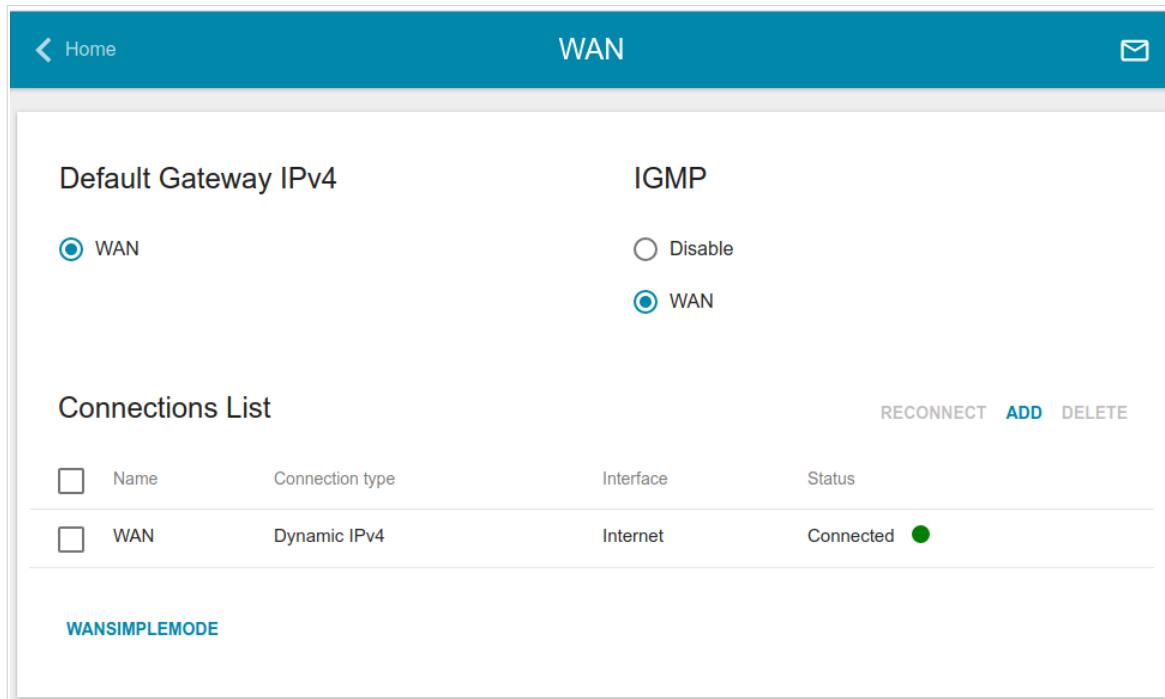 Home
WAN
Default Gateway IPv4
WAN
IGMP
Disable
WAN
Connections List
RECONNECT ADD DELETE
Name Connection type Interface Status
WAN Dynamic IPv4 Internet Connected
WANSIMPLEMODE